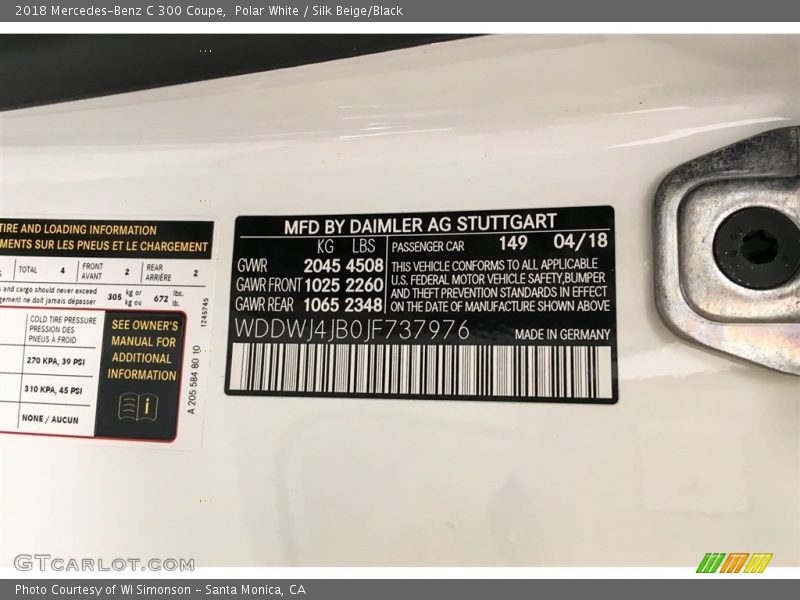 2018 Mercedes-Benz C 300 Coupe,  Polar White / Silk Beige/Black
TIRE AND LOADING INFORMATION
MENTS SUR LES PNEUS ET LE CHARGEMENT
TOTAL 4 FRONT AVANT 2 REAR ARRIÈRE 2
s and cargo should never exceed
gement ne doit jamais dépasser
305 kg or kg ou 672 lbs. lb.
COLD TIRE PRESSURE
PRESSION DES
PNEUS À FROID
270 KPA, 39 PSI
310 KPA, 45 PSI
NONE / AUCUN
SEE OWNER'S
MANUAL FOR
ADDITIONAL
INFORMATION
A 205 584 80 10
1245745
MFD BY DAIMLER AG STUTTGART
KG LBS
GWR 2045 4508
GAWR FRONT 1025 2260
GAWR REAR 1065 2348
PASSENGER CAR 149 04/18
THIS VEHICLE CONFORMS TO ALL APPLICABLE
U.S. FEDERAL MOTOR VEHICLE SAFETY,BUMPER
AND THEFT PREVENTION STANDARDS IN EFFECT
ON THE DATE OF MANUFACTURE SHOWN ABOVE
WDDWJ4JB0JF737976
MADE IN GERMANY
GTCARLOT.COM
Photo Courtesy of WI Simonson - Santa Monica, CA